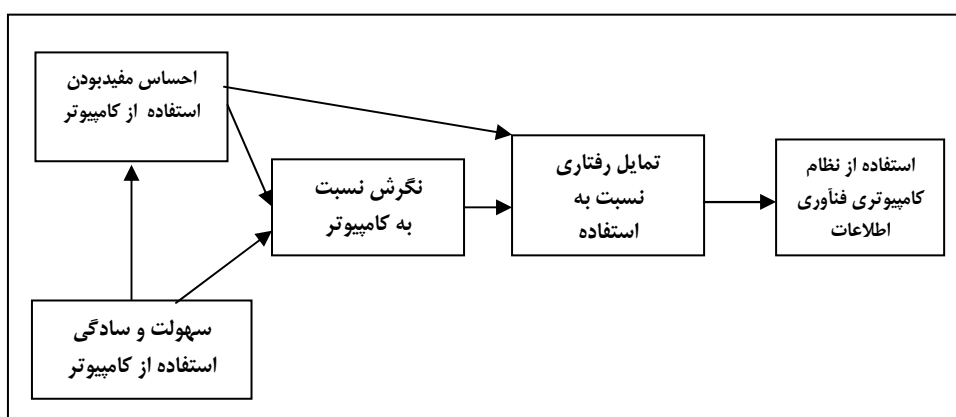 احساس مفیدبودن
استفاده از کامپیوتر
سهولت و سادگی
استفاده از کامپیوتر
نگرش نسبت
به کامپیوتر
تمایل رفتاری
نسبت به
استفاده
استفاده از نظام
کامپیوتری فنآوری
اطلاعات